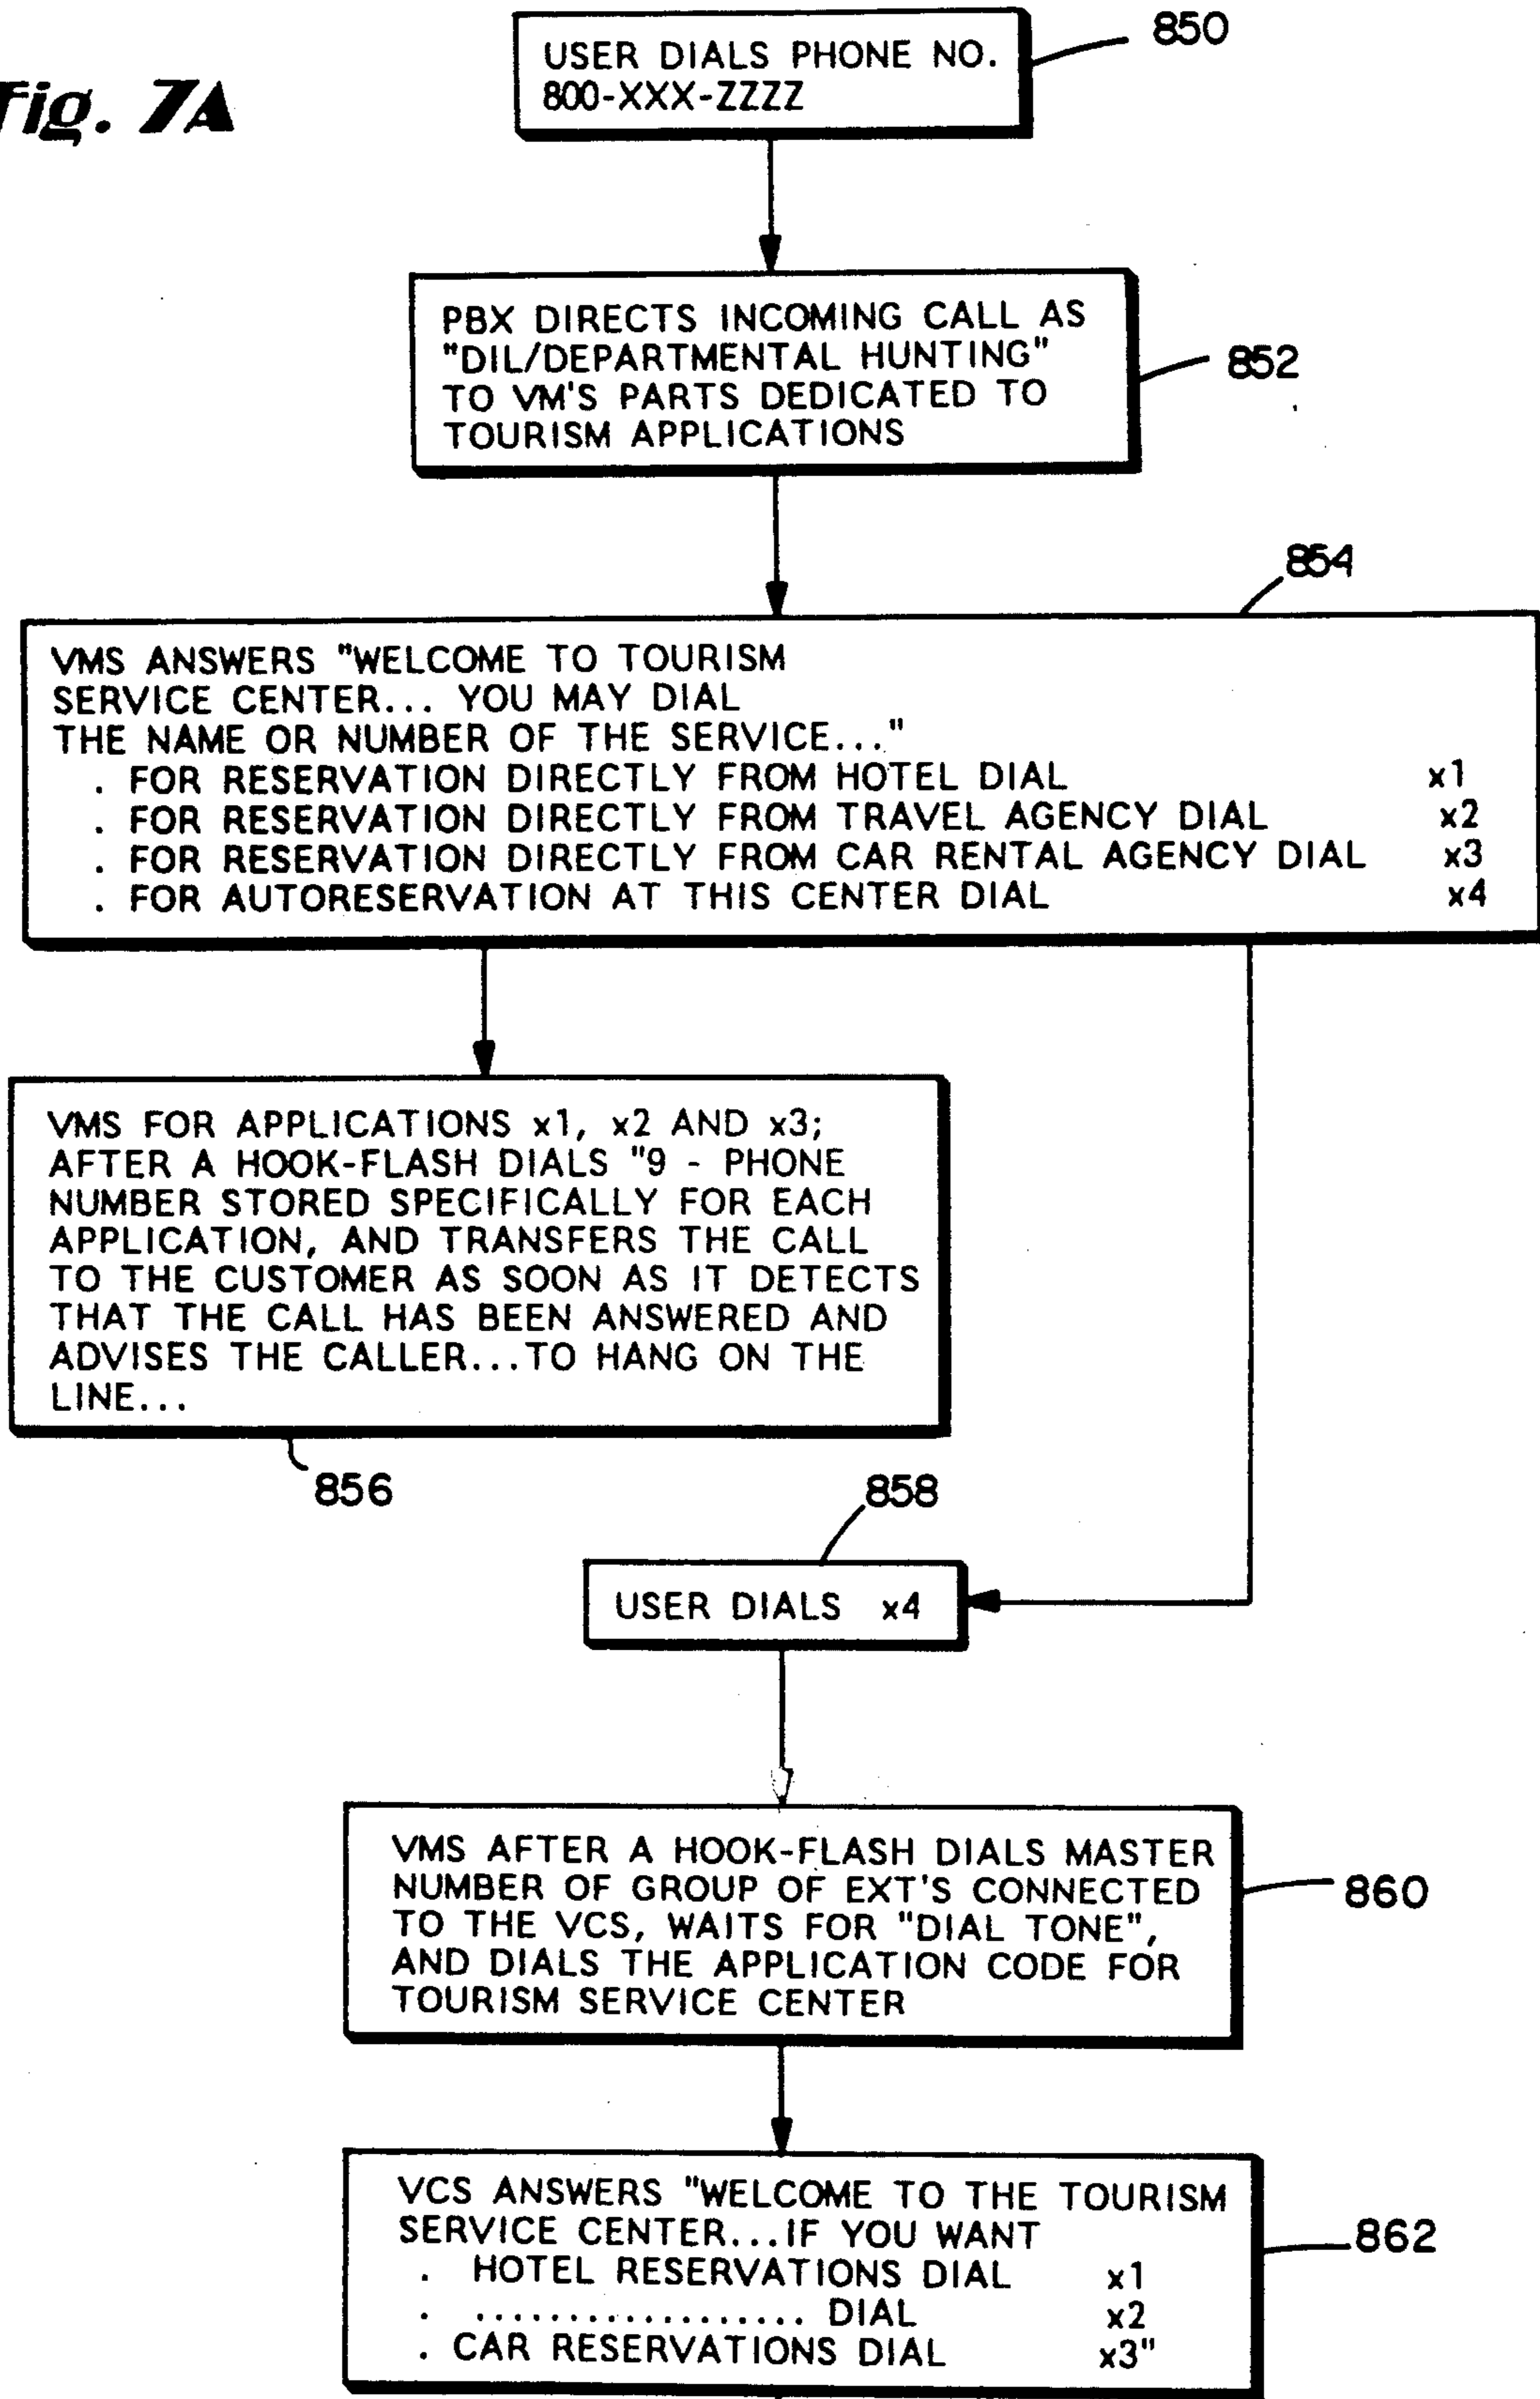 fig. 7A
USER DIALS PHONE NO.
800-XXX-ZZZZ
850
PBX DIRECTS INCOMING CALL AS
"DIL/DEPARTMENTAL HUNTING"
TO VM'S PARTS DEDICATED TO
TOURISM APPLICATIONS
852
854
VMS ANSWERS "WELCOME TO TOURISM
SERVICE CENTER... YOU MAY DIAL
THE NAME OR NUMBER OF THE SERVICE..."
. FOR RESERVATION DIRECTLY FROM HOTEL DIAL x1
. FOR RESERVATION DIRECTLY FROM TRAVEL AGENCY DIAL x2
. FOR RESERVATION DIRECTLY FROM CAR RENTAL AGENCY DIAL x3
. FOR AUTORESERVATION AT THIS CENTER DIAL x4
VMS FOR APPLICATIONS x1, x2 AND x3;
AFTER A HOOK-FLASH DIALS "9 - PHONE
NUMBER STORED SPECIFICALLY FOR EACH
APPLICATION, AND TRANSFERS THE CALL
TO THE CUSTOMER AS SOON AS IT DETECTS
THAT THE CALL HAS BEEN ANSWERED AND
ADVISES THE CALLER...TO HANG ON THE
LINE...
856
858
USER DIALS x4
VMS AFTER A HOOK-FLASH DIALS MASTER
NUMBER OF GROUP OF EXT'S CONNECTED
TO THE VCS, WAITS FOR "DIAL TONE",
AND DIALS THE APPLICATION CODE FOR
TOURISM SERVICE CENTER
860
VCS ANSWERS "WELCOME TO THE TOURISM
SERVICE CENTER...IF YOU WANT
. HOTEL RESERVATIONS DIAL x1
. .................. DIAL x2
. CAR RESERVATIONS DIAL x3"
862